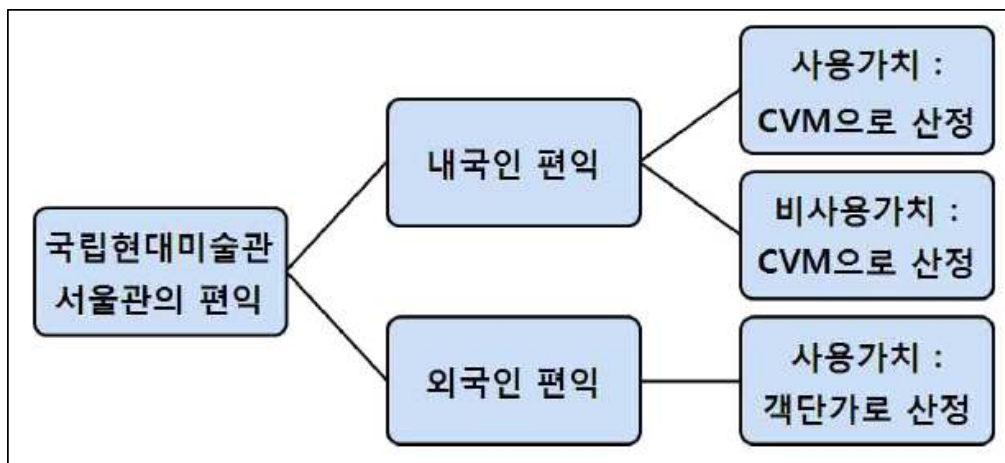 국립현대미술관
서울관의 편익
내국인 편익
외국인 편익
사용가치 :
CVM으로 산정
비사용가치 :
CVM으로 산정
사용가치 :
객단가로 산정